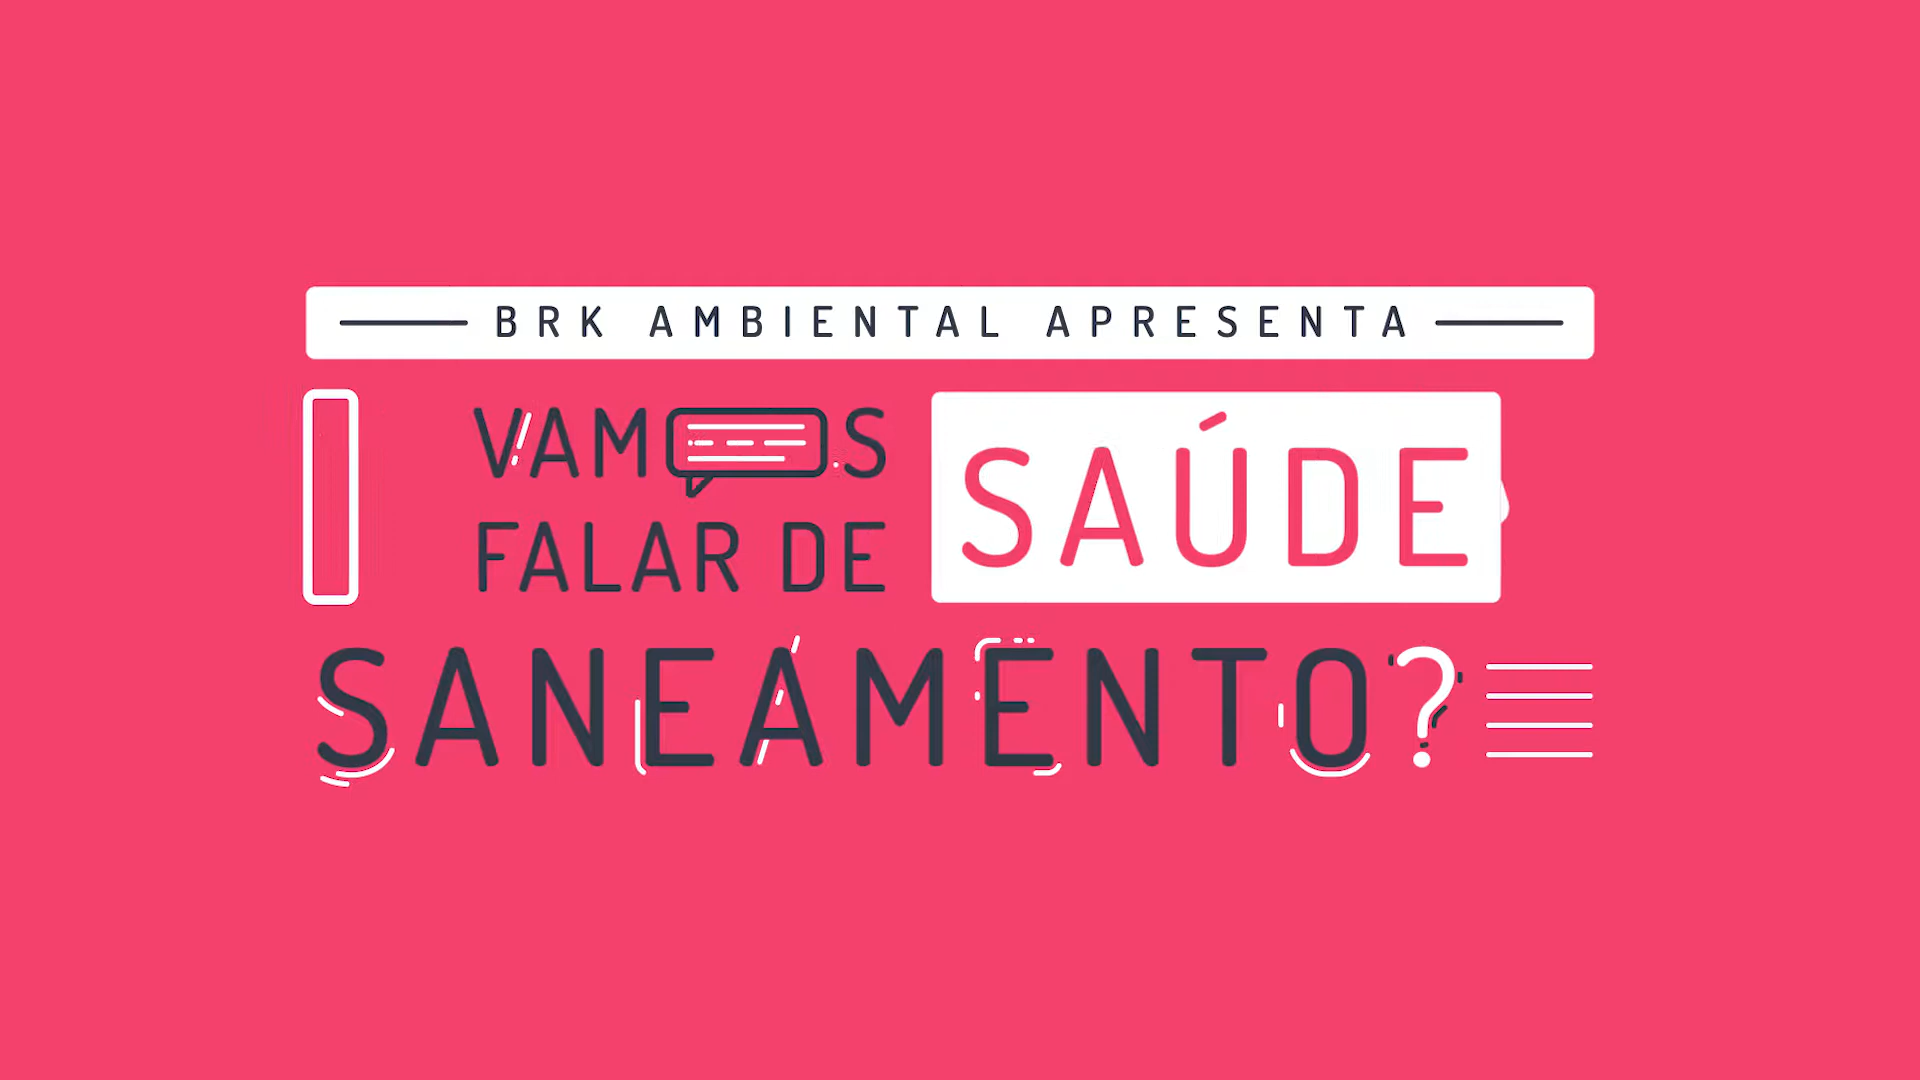 BRK AMBIENTAL APRESENTA
VAMOS
FALAR DE
SAÚDE
SANEAMENTO?